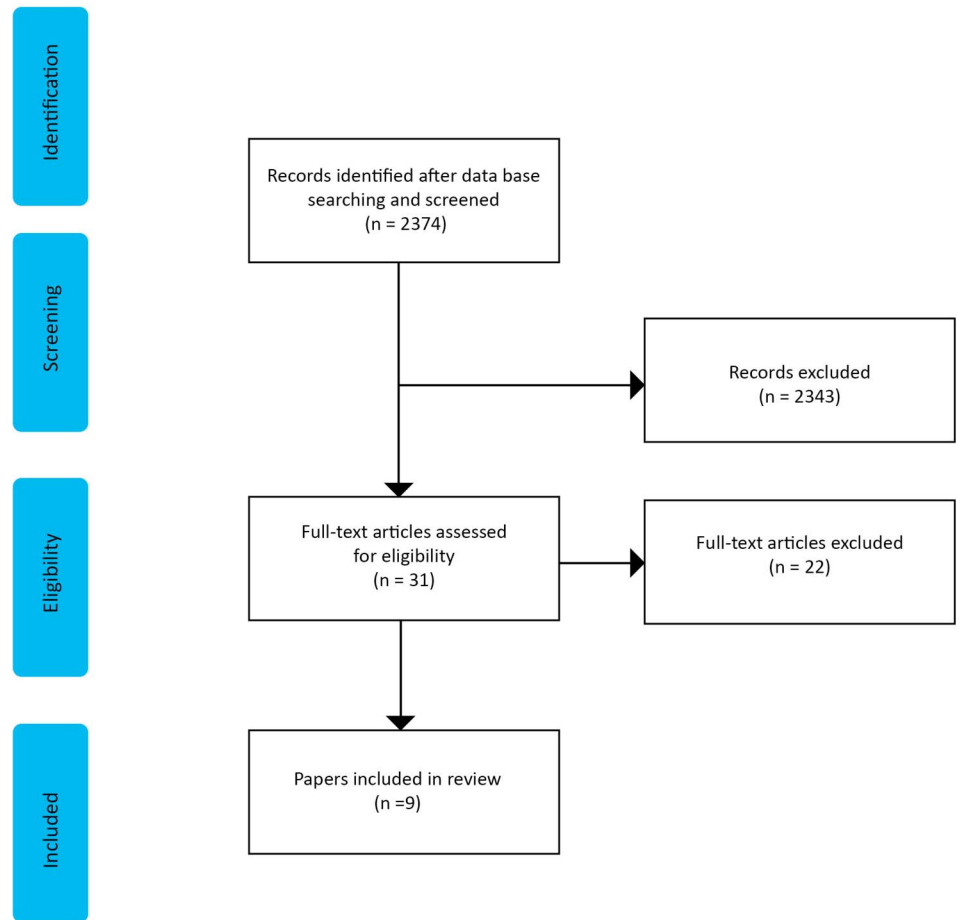 Identification
Records identified after data base
searching and screened
(n = 2374)
Screening
Records excluded
(n = 2343)
Eligibility
Full-text articles assessed
for eligibility
(n = 31)
Full-text articles excluded
(n = 22)
Included
Papers included in review
(n =9)